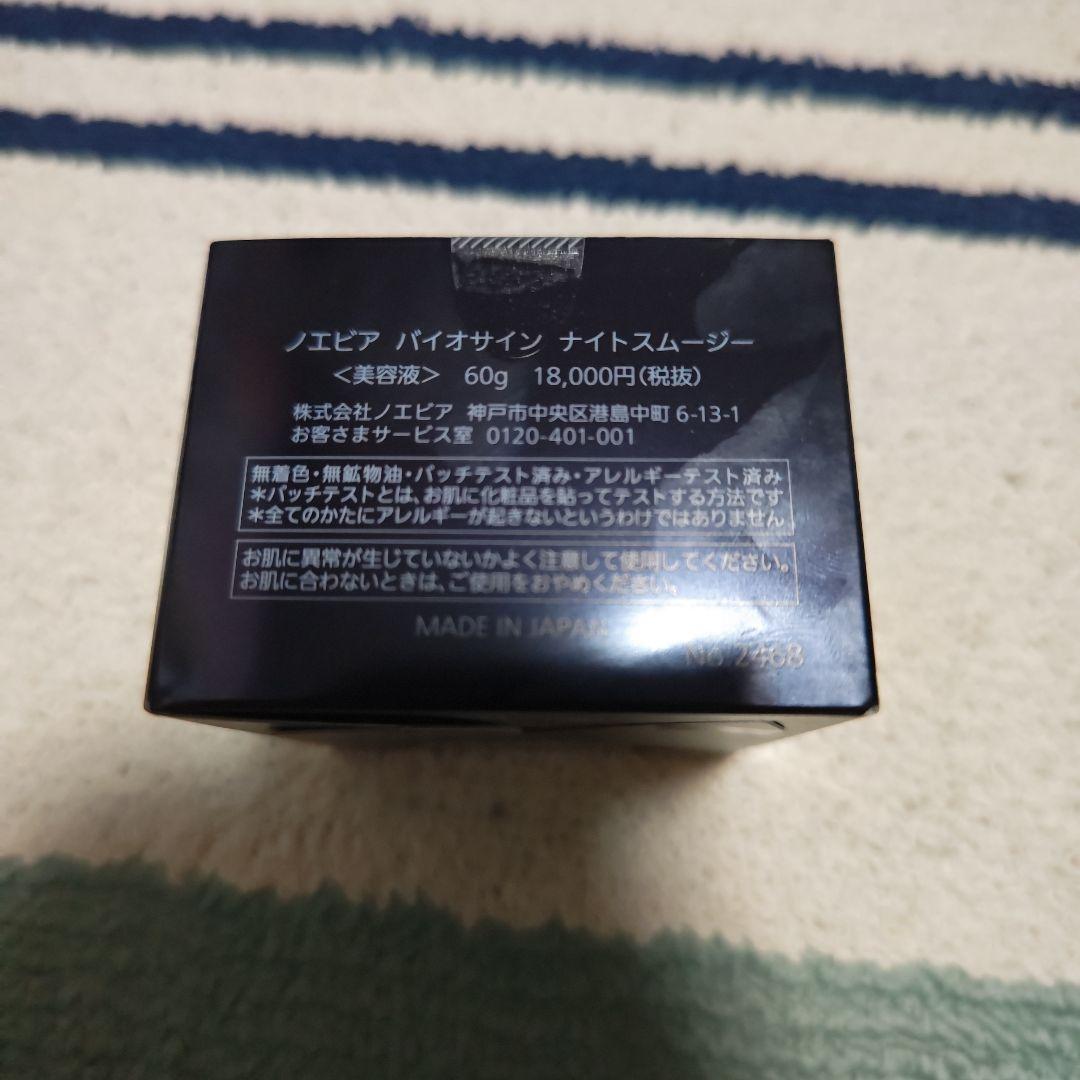 ノエビア バイオサイン ナイトスムージー
＜美容液＞ 60g 18,000円(税抜)
株式会社ノエビア 神戸市中央区港島中町 6-13-1
お客さまサービス室 0120-401-001
無着色・無鉱物油・パッチテスト済み・アレルギーテスト済み
＊パッチテストとは、お肌に化粧品を貼ってテストする方法です
＊全てのかたにアレルギーが起きないというわけではありません
お肌に異常が生じていないかよく注意して使用してください。
お肌に合わないときは、ご使用をおやめください。
MADE IN JAPAN
No 2468